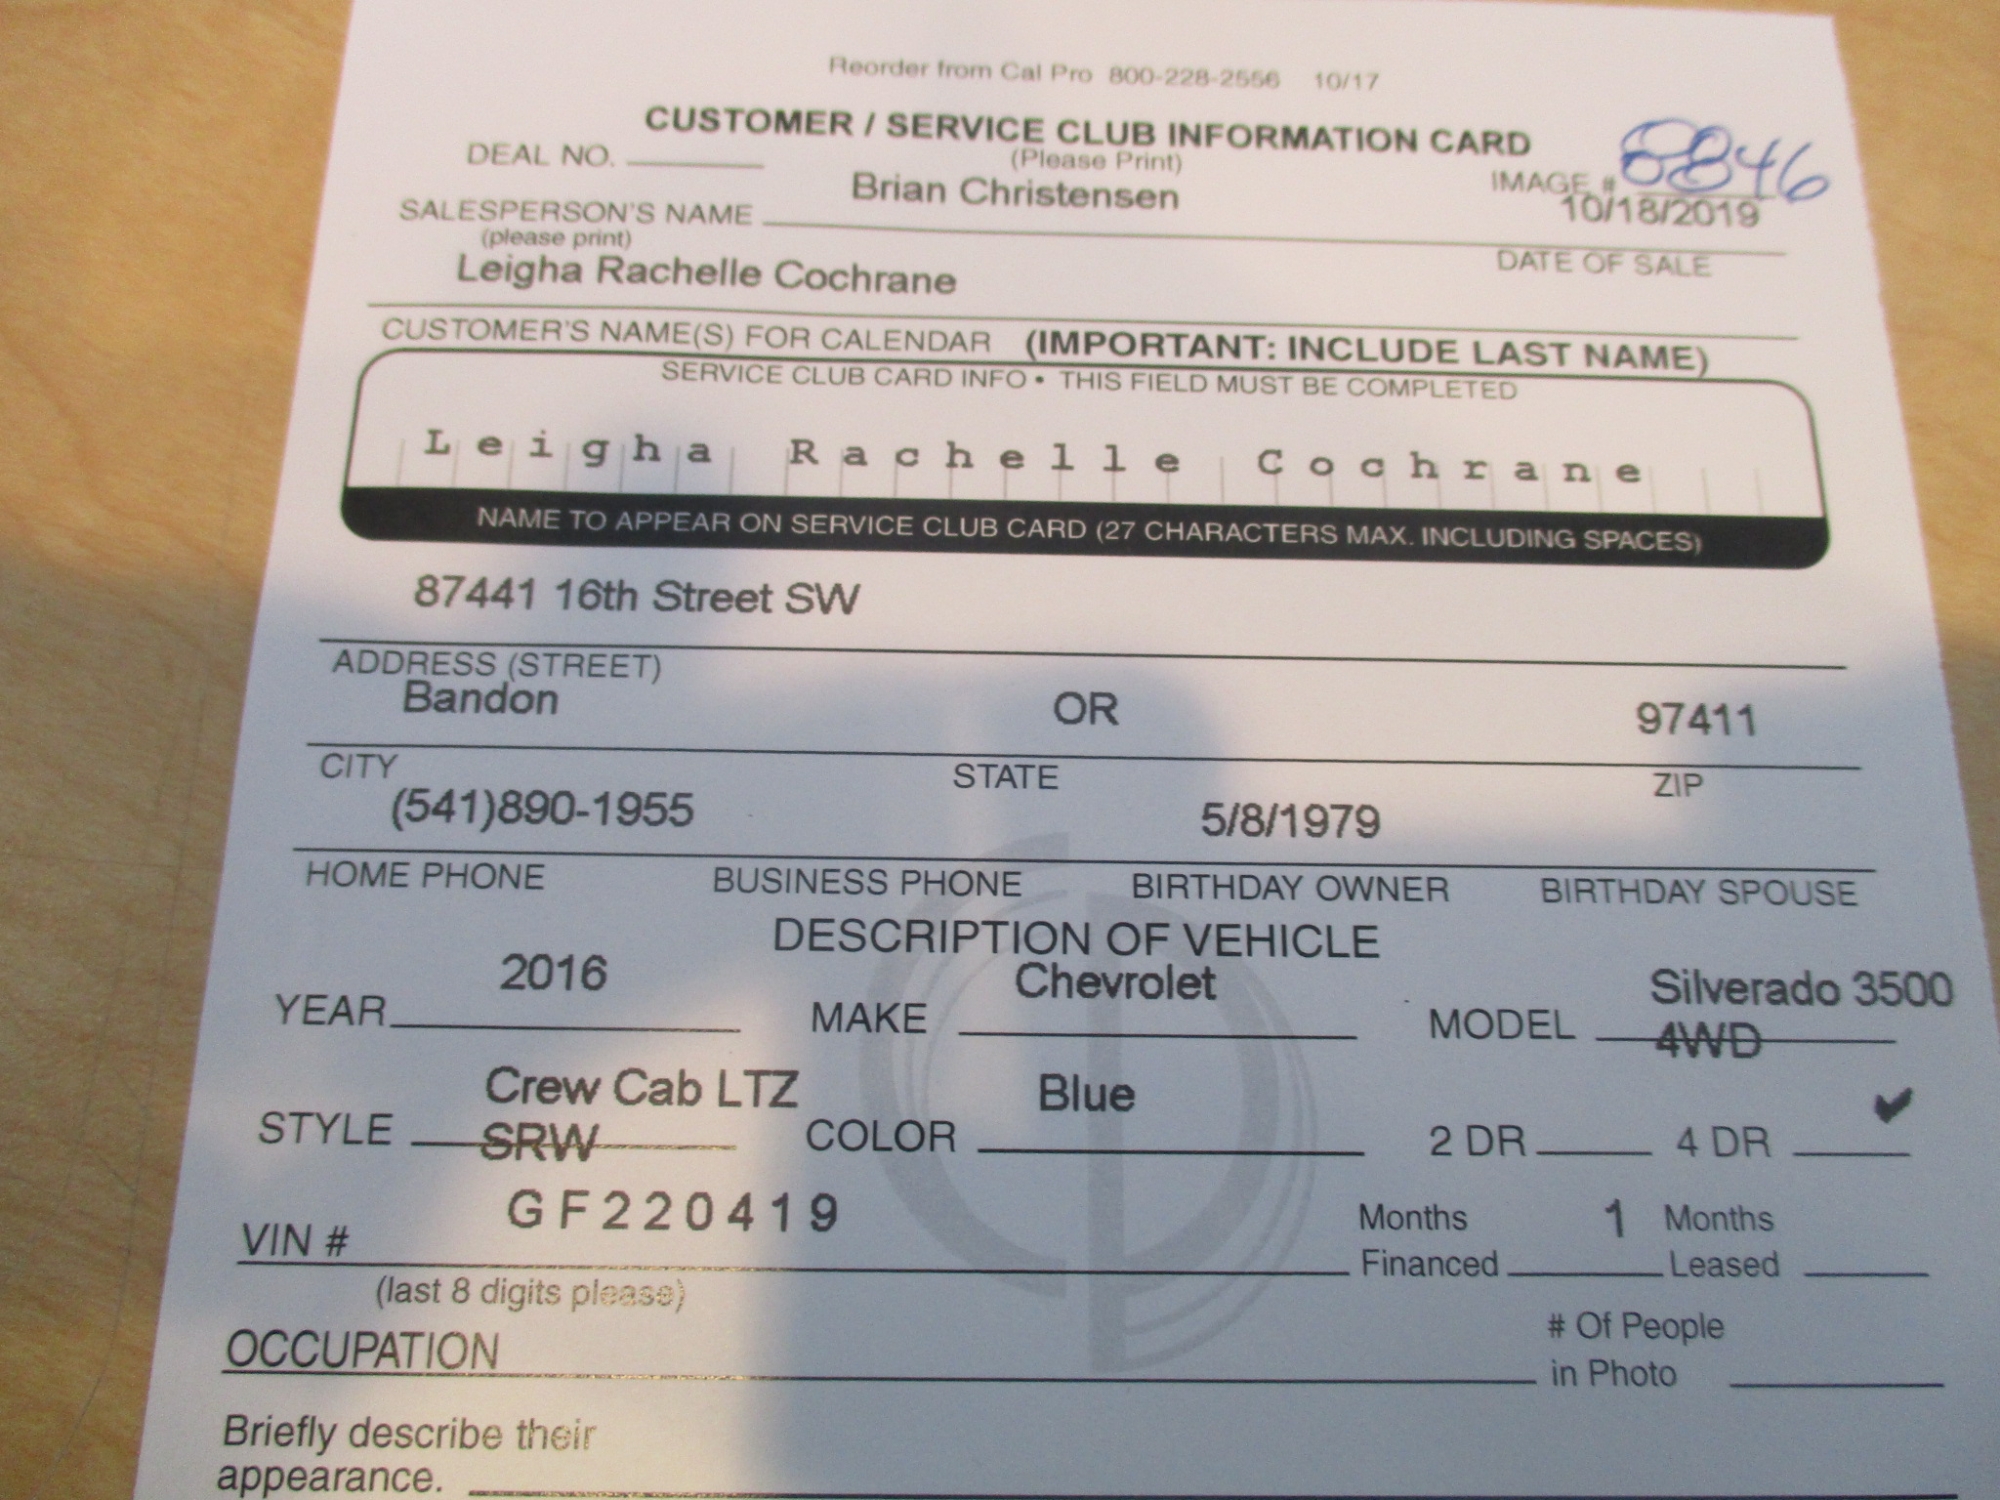 Reorder from Cal Pro 800-228-2556 10/17
CUSTOMER / SERVICE CLUB INFORMATION CARD
(Please Print)
DEAL NO.
IMAGE # 8846
SALESPERSON'S NAME Brian Christensen 10/18/2019
(please print)
DATE OF SALE
Leigha Rachelle Cochrane
CUSTOMER'S NAME(S) FOR CALENDAR (IMPORTANT: INCLUDE LAST NAME)
SERVICE CLUB CARD INFO • THIS FIELD MUST BE COMPLETED
Leigha Rachelle Cochrane
NAME TO APPEAR ON SERVICE CLUB CARD (27 CHARACTERS MAX. INCLUDING SPACES)
87441 16th Street SW
ADDRESS (STREET)
Bandon OR 97411
CITY STATE ZIP
(541)890-1955 5/8/1979
HOME PHONE BUSINESS PHONE BIRTHDAY OWNER BIRTHDAY SPOUSE
DESCRIPTION OF VEHICLE
2016 Chevrolet Silverado 3500
YEAR MAKE MODEL 4WD
Crew Cab LTZ Blue ✔
STYLE SRW COLOR 2 DR 4 DR
GF220419
VIN #
Months 1 Months
Financed Leased
(last 8 digits please)
OCCUPATION
# Of People
in Photo
Briefly describe their
appearance.